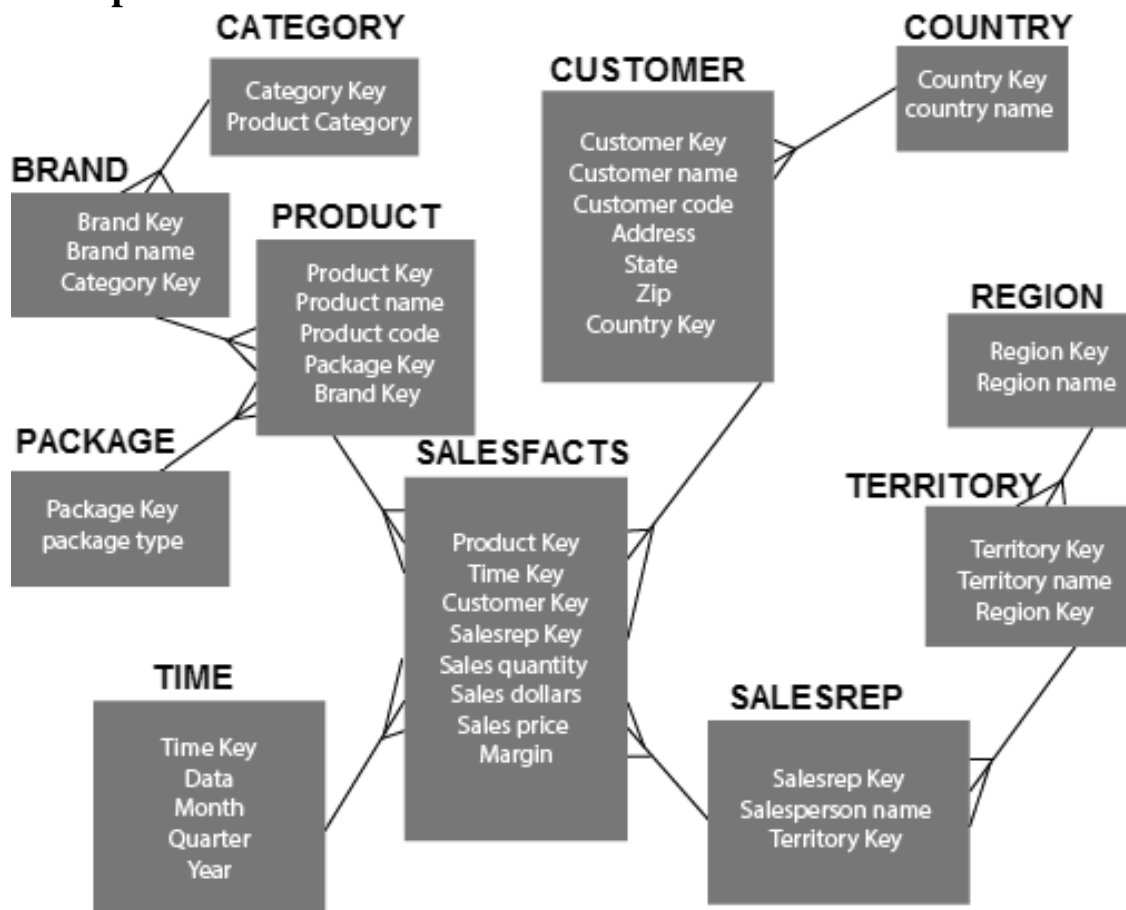 CATEGORY
Category Key
Product Category
COUNTRY
Country Key
country name
CUSTOMER
Customer Key
Customer name
Customer code
Address
State
Zip
Country Key
BRAND
Brand Key
Brand name
Category Key
PRODUCT
Product Key
Product name
Product code
Package Key
Brand Key
REGION
Region Key
Region name
PACKAGE
Package Key
package type
SALESFACTS
Product Key
Time Key
Customer Key
Salesrep Key
Sales quantity
Sales dollars
Sales price
Margin
TERRITORY
Territory Key
Territory name
Region Key
TIME
Time Key
Data
Month
Quarter
Year
SALESREP
Salesrep Key
Salesperson name
Territory Key